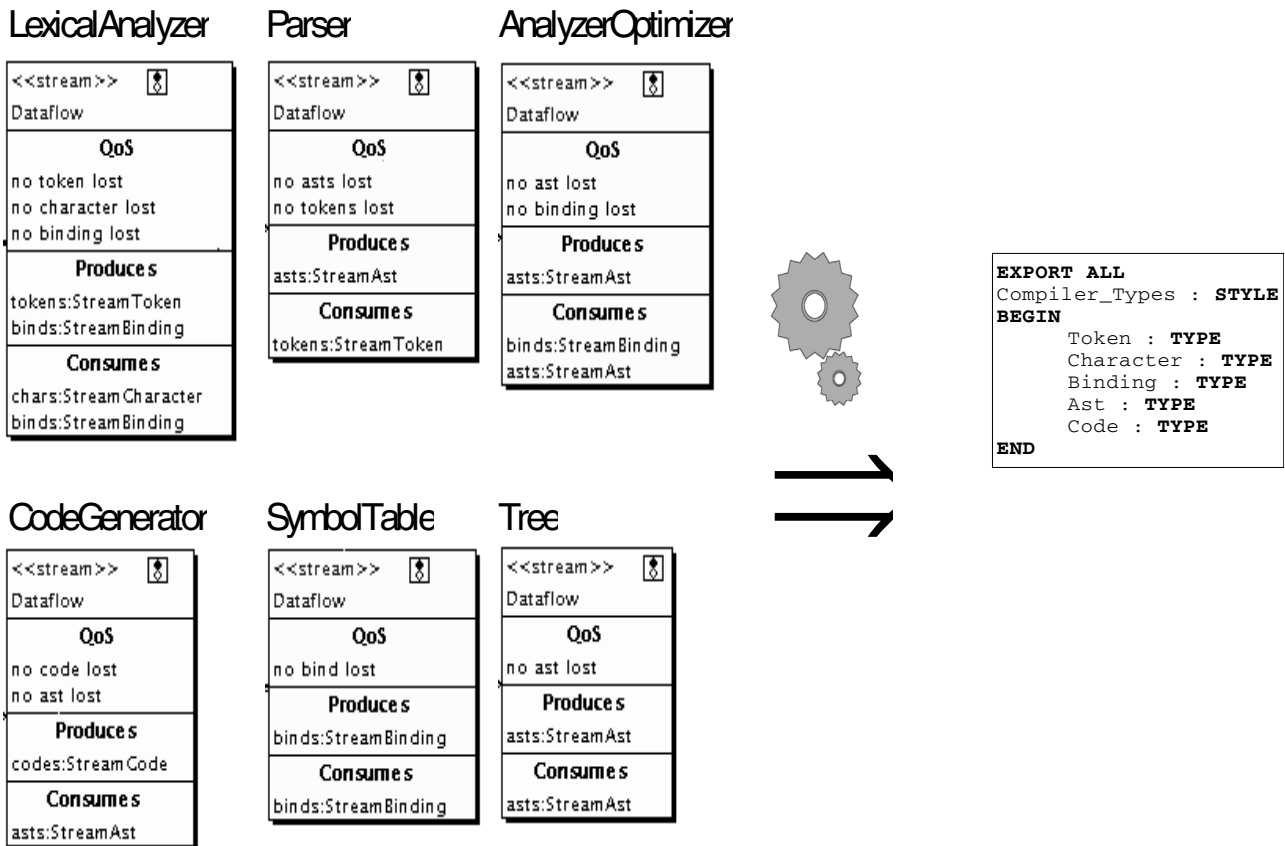 LexicalAnalyzer
<<stream>>
Dataflow
QoS
no token lost
no character lost
no binding lost
Produces
tokens:StreamToken
binds:StreamBinding
Consumes
chars:StreamCharacter
binds:StreamBinding
Parser
<<stream>>
Dataflow
QoS
no asts lost
no tokens lost
Produces
asts:StreamAst
Consumes
tokens:StreamToken
AnalyzerOptimizer
<<stream>>
Dataflow
QoS
no ast lost
no binding lost
Produces
asts:StreamAst
Consumes
binds:StreamBinding
asts:StreamAst
CodeGenerator
<<stream>>
Dataflow
QoS
no code lost
no ast lost
Produces
codes:StreamCode
Consumes
asts:StreamAst
SymbolTable
<<stream>>
Dataflow
QoS
no bind lost
Produces
binds:StreamBinding
Consumes
binds:StreamBinding
Tree
<<stream>>
Dataflow
QoS
no ast lost
Produces
asts:StreamAst
Consumes
asts:StreamAst
EXPORT ALL
Compiler_Types : STYLE
BEGIN
Token : TYPE
Character : TYPE
Binding : TYPE
Ast : TYPE
Code : TYPE
END